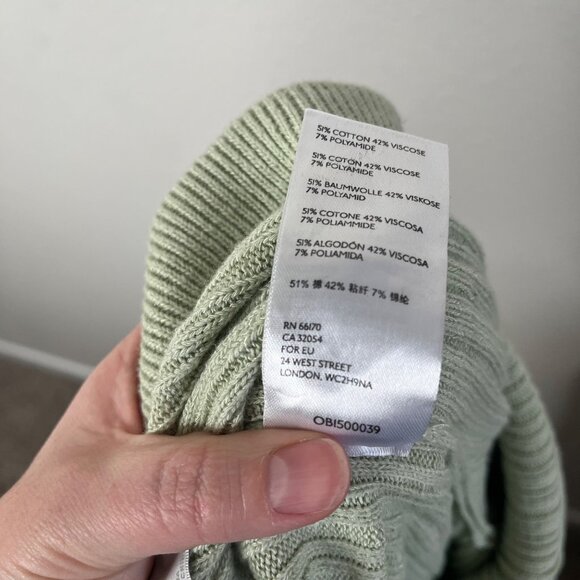 51% COTTON 42% VISCOSE
7% POLYAMIDE
51% COTON 42% VISCOSE
7% POLYAMIDE
51% BAUMWOLLE 42% VISKOSE
7% POLYAMID
51% COTONE 42% VISCOSA
7% POLIAMMIDE
51% ALGODÓN 42% VISCOSA
7% POLIAMIDA
51% 棉 42% 粘纤 7% 锦纶
RN 66170
CA 32054
FOR EU
24 WEST STREET
LONDON, WC2H9NA
OB1500039